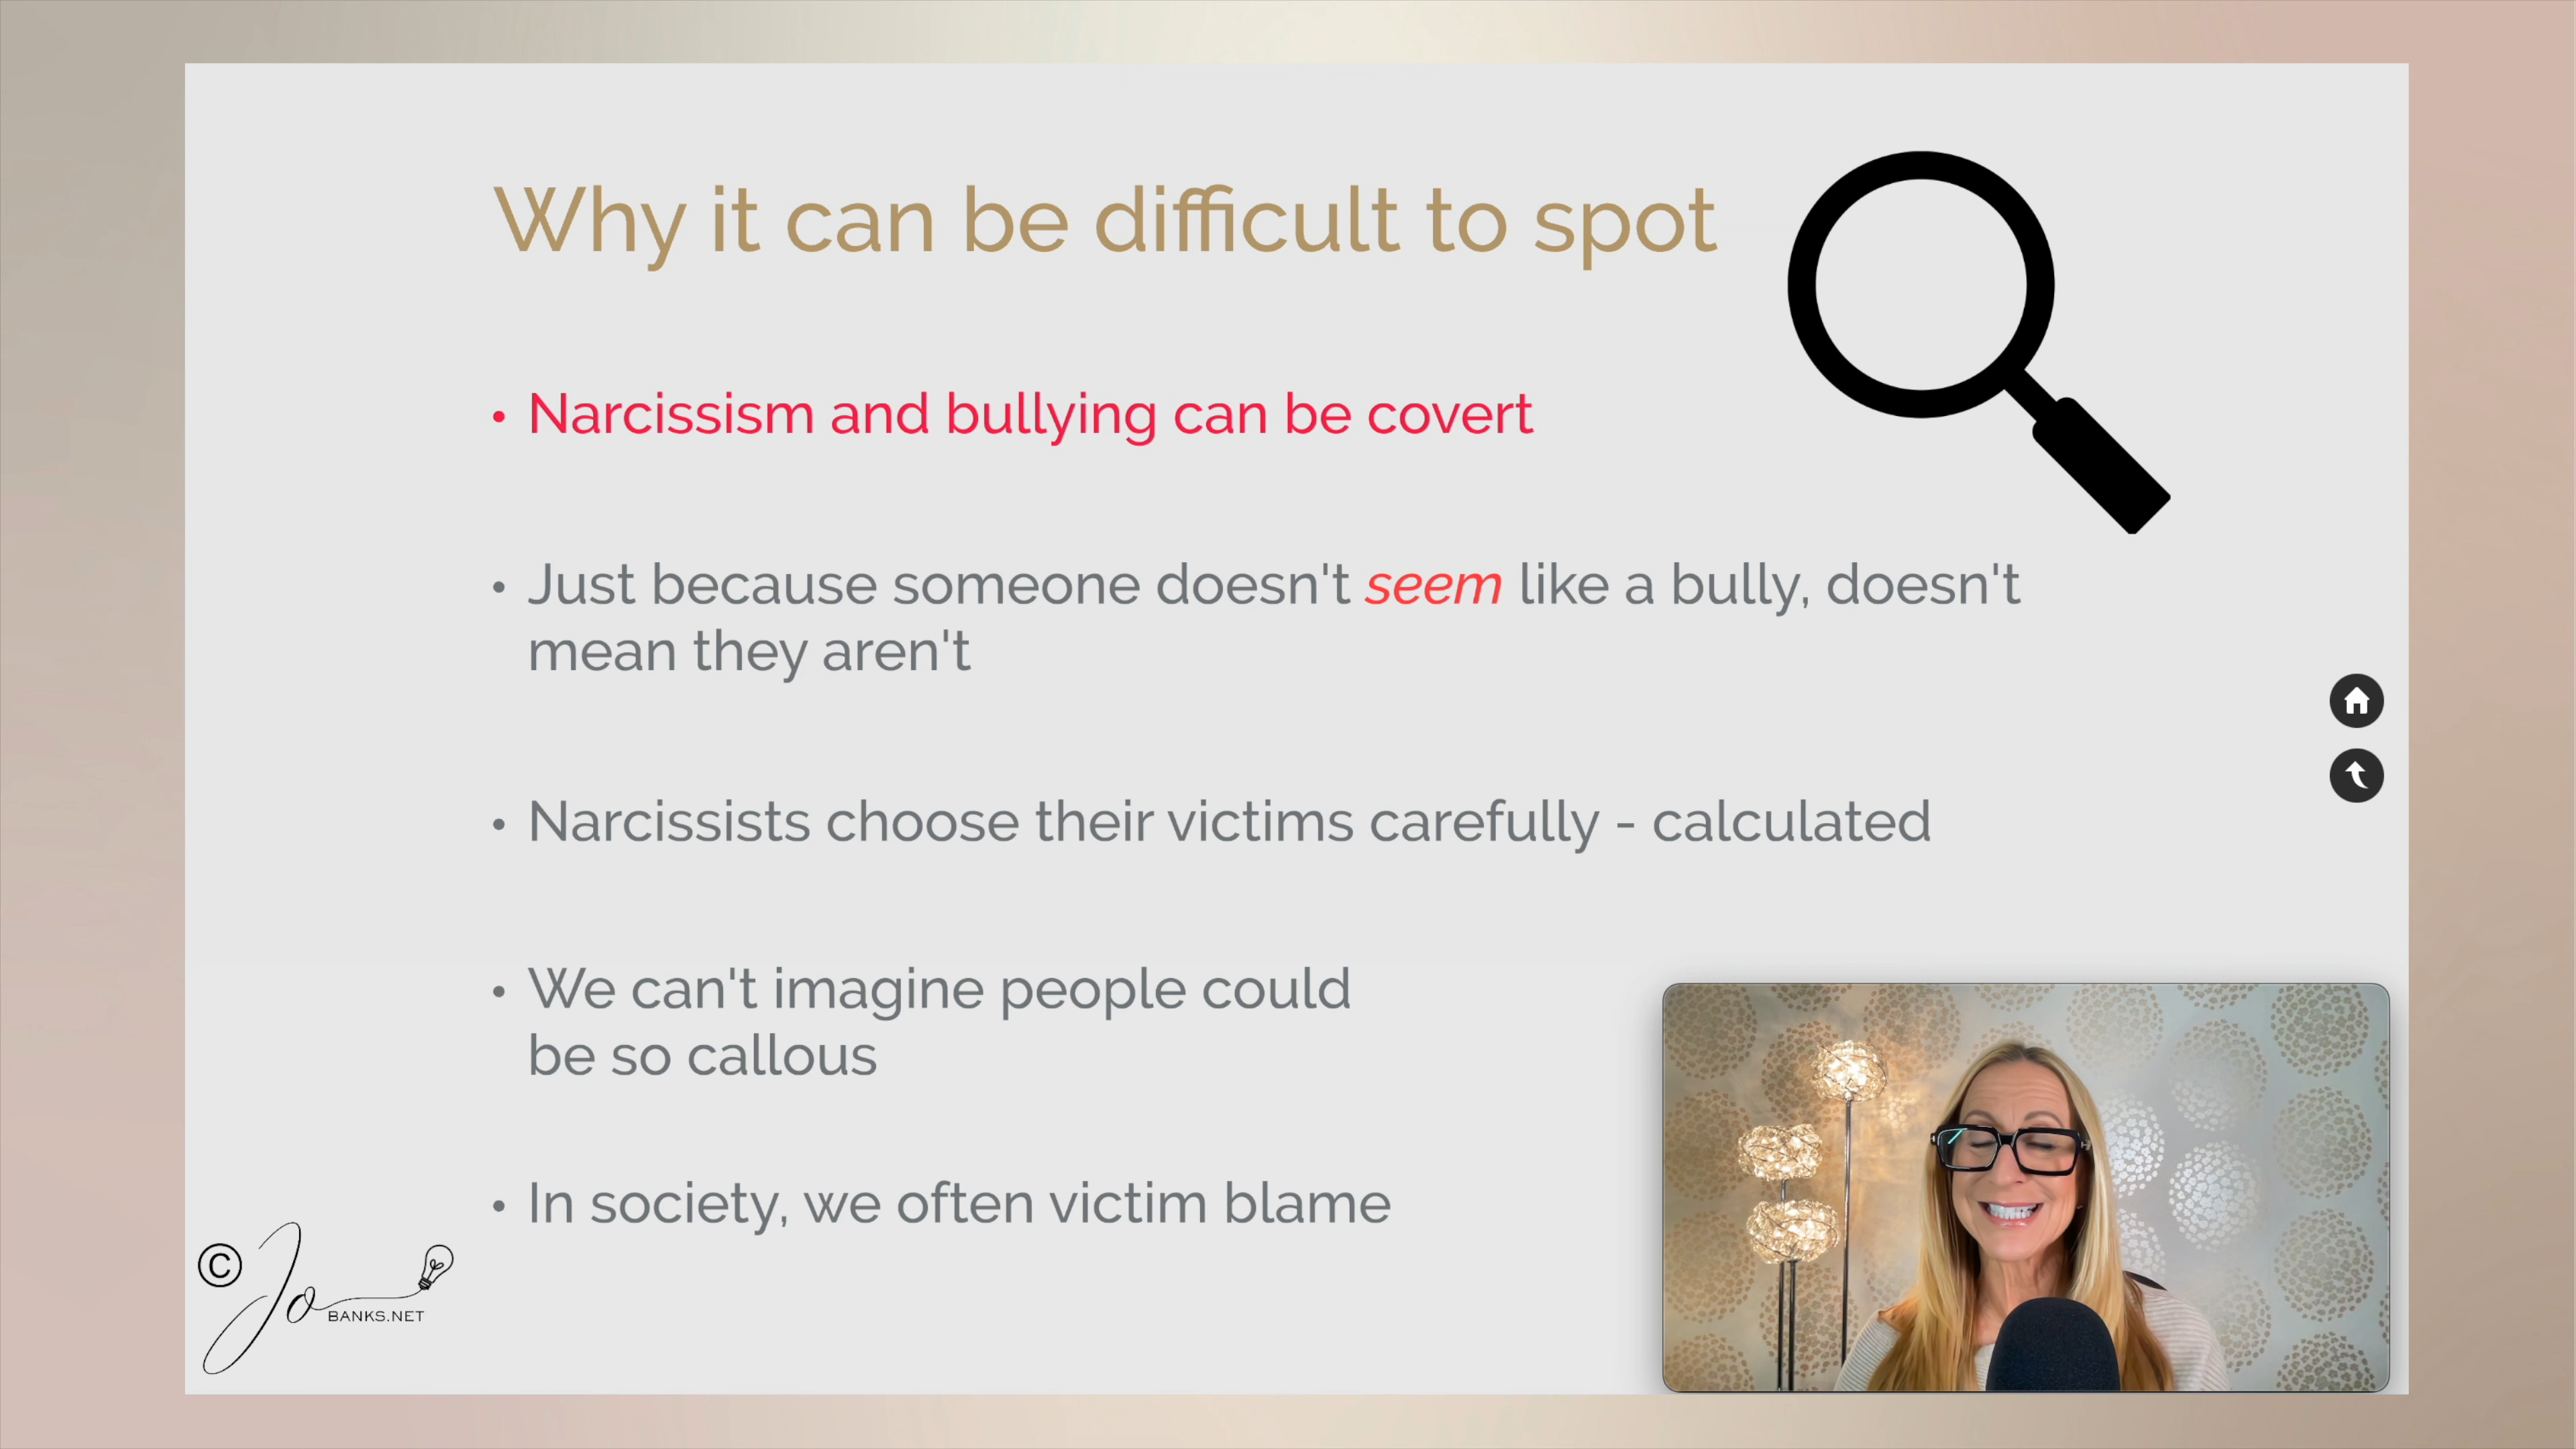 Why it can be difficult to spot
• Narcissism and bullying can be covert
• Just because someone doesn't seem like a bully, doesn't
mean they aren't
• Narcissists choose their victims carefully - calculated
• We can't imagine people could
be so callous
• In society, we often victim blame
© Jo
BANKS.NET